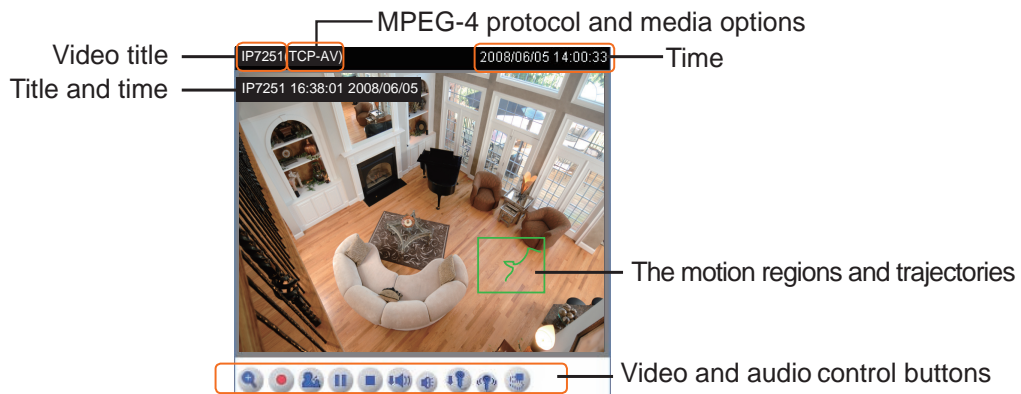 MPEG-4 protocol and media options
Video title
IP7251 (TCP-AV)
2008/06/05 14:00:33
Time
Title and time
IP7251 16:38:01 2008/06/05
The motion regions and trajectories
Video and audio control buttons